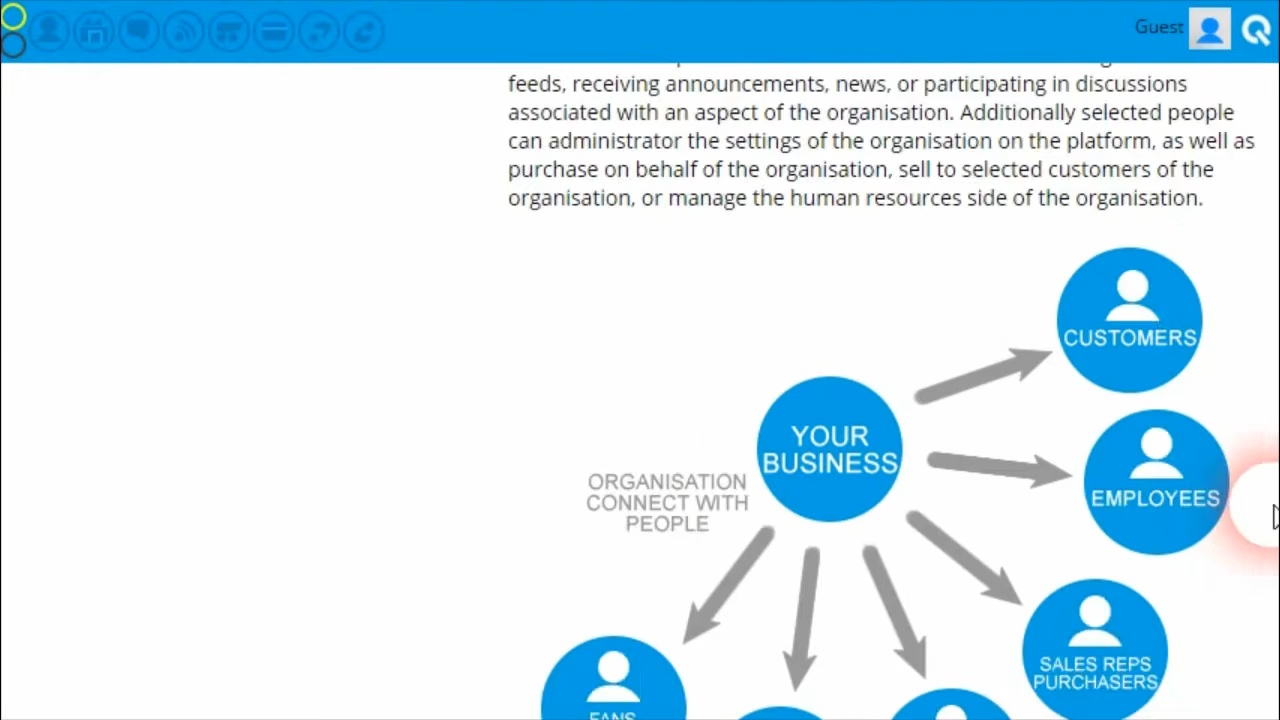 Guest
feeds, receiving announcements, news, or participating in discussions
associated with an aspect of the organisation. Additionally selected people
can administrator the settings of the organisation on the platform, as well as
purchase on behalf of the organisation, sell to selected customers of the
organisation, or manage the human resources side of the organisation.
CUSTOMERS
YOUR
BUSINESS
ORGANISATION
CONNECT WITH
PEOPLE
EMPLOYEES
SALES REPS
PURCHASERS
FANS